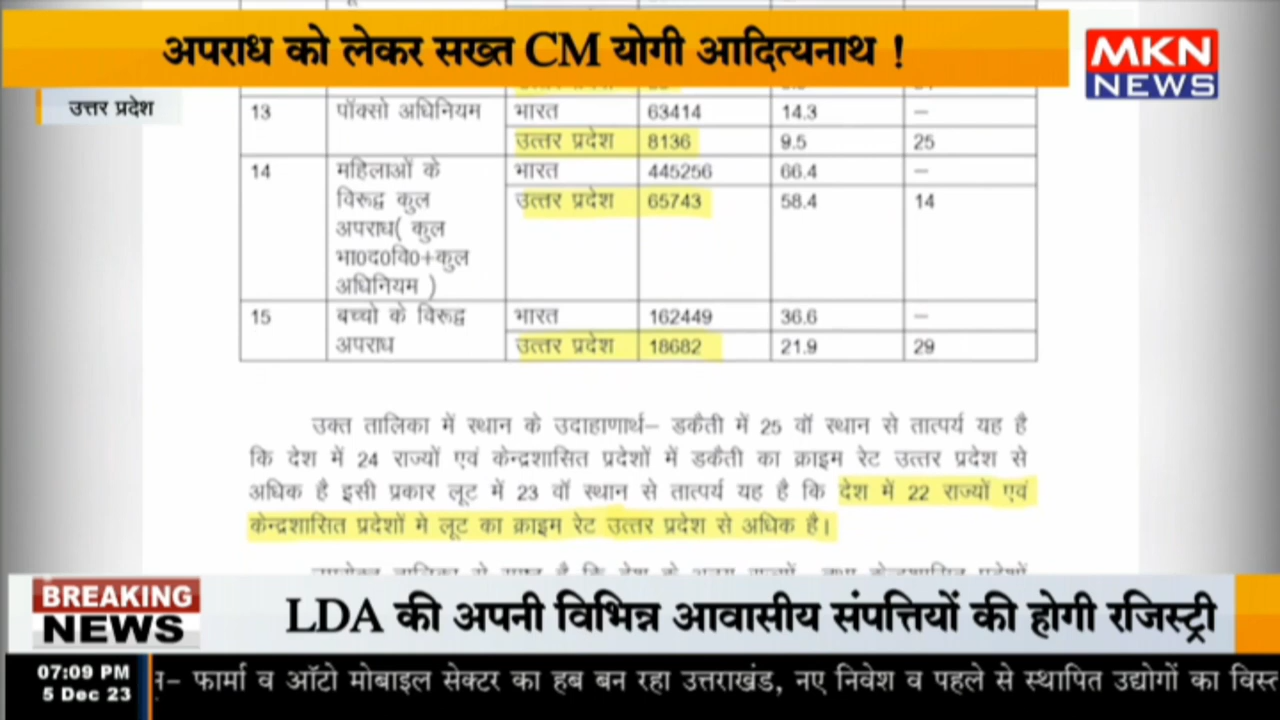 अपराध को लेकर सख्त CM योगी आदित्यनाथ !
MKN
NEWS
उत्तर प्रदेश
13 पॉक्सो अधिनियम भारत 63414 14.3 –
उत्तर प्रदेश 8136 9.5 25
14 महिलाओं के भारत 445256 66.4 –
विरूद्व कुल उत्तर प्रदेश 65743 58.4 14
अपराध( कुल
भा0द0वि0+कुल
अधिनियम )
15 बच्चो के विरूद्व भारत 162449 36.6 –
अपराध उत्तर प्रदेश 18682 21.9 29
उक्त तालिका में स्थान के उदाहाणार्थ– डकैती में 25 वॉ स्थान से तात्पर्य यह है
कि देश में 24 राज्यों एवं केन्द्रशासित प्रदेशों में डकैती का क्राइम रेट उत्तर प्रदेश से
अधिक है इसी प्रकार लूट में 23 वॉ स्थान से तात्पर्य यह है कि देश में 22 राज्यों एवं
केन्द्रशासित प्रदेशों मे लूट का क्राइम रेट उत्तर प्रदेश से अधिक है।
BREAKING
NEWS
LDA की अपनी विभिन्न आवासीय संपत्तियों की होगी रजिस्ट्री
07:09 PM
5 Dec 23
– फार्मा व ऑटो मोबाइल सेक्टर का हब बन रहा उत्तराखंड, नए निवेश व पहले से स्थापित उद्योगों का